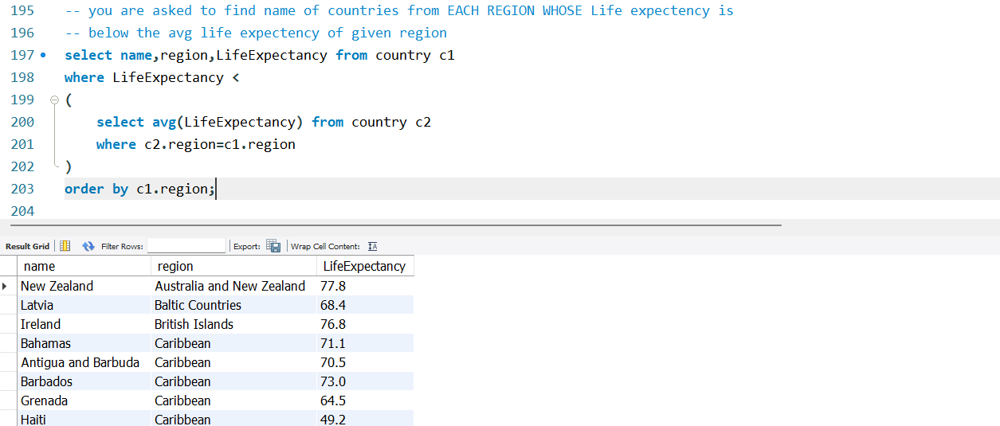 195 -- you are asked to find name of countries from EACH REGION WHOSE Life expectency is
196 -- below the avg life expectency of given region
197 select name,region,LifeExpectancy from country c1
198 where LifeExpectancy <
199 (
200 select avg(LifeExpectancy) from country c2
201 where c2.region=c1.region
202 )
203 order by c1.region;
204
Result Grid Filter Rows: Export: Wrap Cell Content: IA
name region LifeExpectancy
New Zealand Australia and New Zealand 77.8
Latvia Baltic Countries 68.4
Ireland British Islands 76.8
Bahamas Caribbean 71.1
Antigua and Barbuda Caribbean 70.5
Barbados Caribbean 73.0
Grenada Caribbean 64.5
Haiti Caribbean 49.2